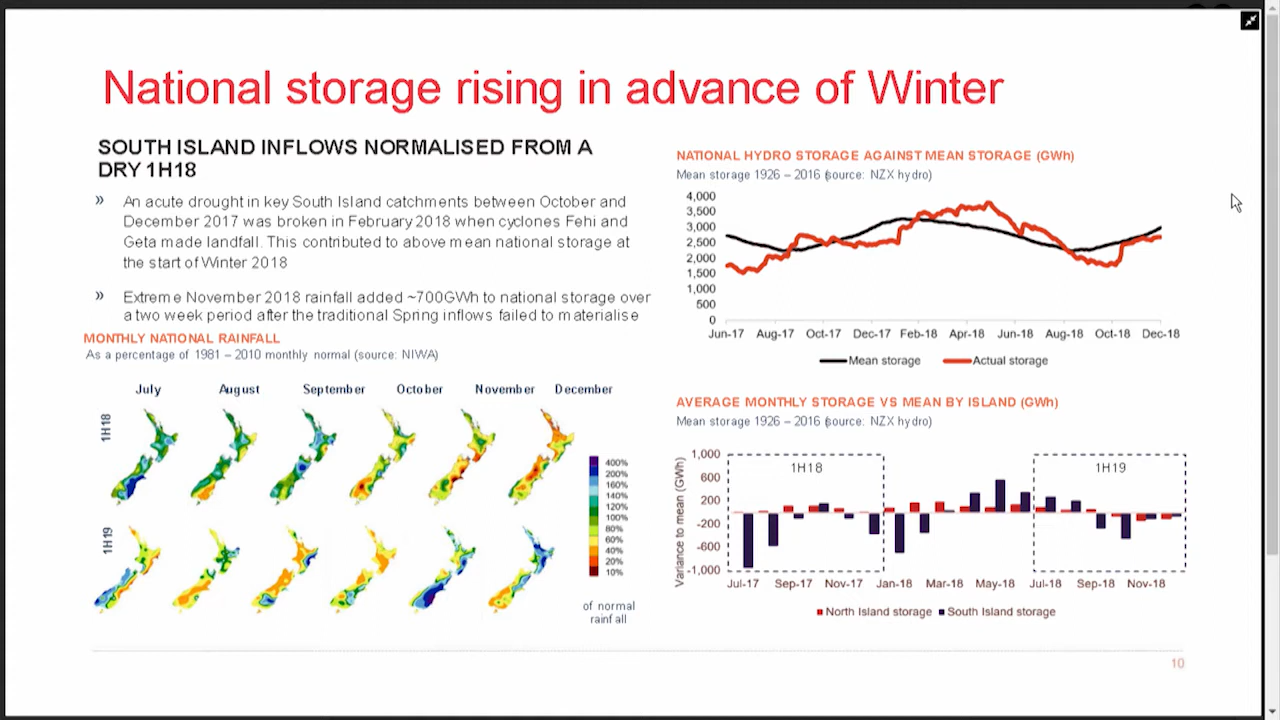 National storage rising in advance of Winter
SOUTH ISLAND INFLOWS NORMALISED FROM A
DRY 1H18
» An acute drought in key South Island catchments between October and
December 2017 was broken in February 2018 when cyclones Fehi and
Geta made landfall. This contributed to above mean national storage at
the start of Winter 2018
» Extreme November 2018 rainfall added ~700GWh to national storage over
a two week period after the traditional Spring inflows failed to materialise
MONTHLY NATIONAL RAINFALL
As a percentage of 1981 – 2010 monthly normal (source: NIWA)
July August September October November December
1H18
1H19
400%
200%
160%
140%
120%
100%
80%
60%
40%
20%
10%
of normal
rainfall
NATIONAL HYDRO STORAGE AGAINST MEAN STORAGE (GWh)
Mean storage 1926 – 2016 (source: NZX hydro)
4,000
3,500
3,000
2,500
2,000
1,500
1,000
500
0
Jun-17 Aug-17 Oct-17 Dec-17 Feb-18 Apr-18 Jun-18 Aug-18 Oct-18 Dec-18
Mean storage Actual storage
AVERAGE MONTHLY STORAGE VS MEAN BY ISLAND (GWh)
Mean storage 1926 – 2016 (source: NZX hydro)
Variance to mean (GWh)
1,000
600
200
-200
-600
-1,000
1H18 1H19
Jul-17 Sep-17 Nov-17 Jan-18 Mar-18 May-18 Jul-18 Sep-18 Nov-18
North Island storage South Island storage
10